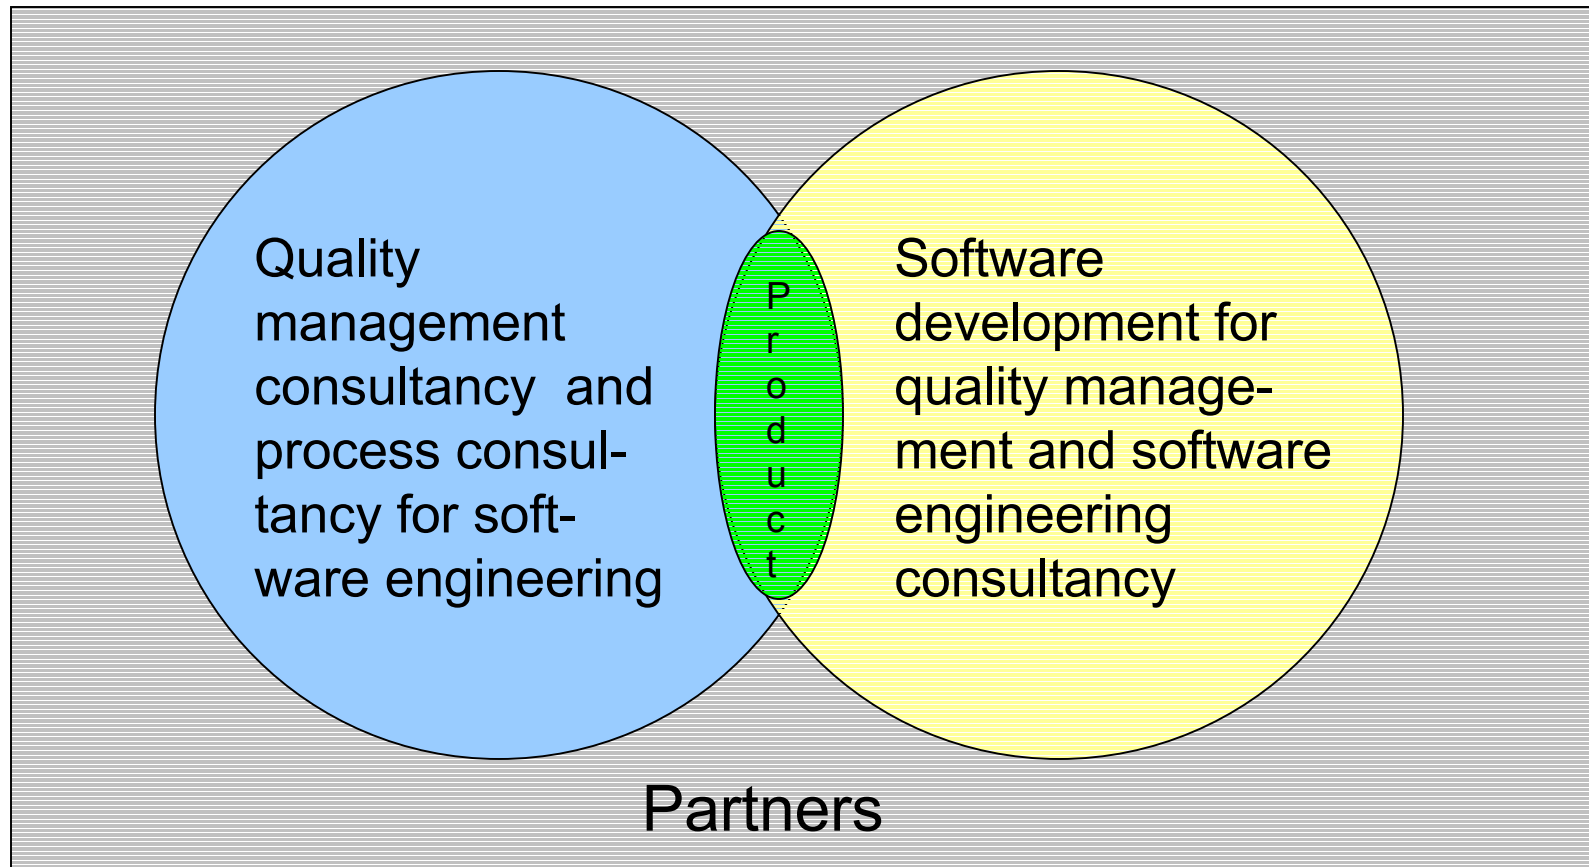 Quality
management
consultancy  and
process consul-
tancy for soft-
ware engineering
P
r
o
d
u
c
t
Software
development for
quality manage-
ment and software
engineering
consultancy
Partners